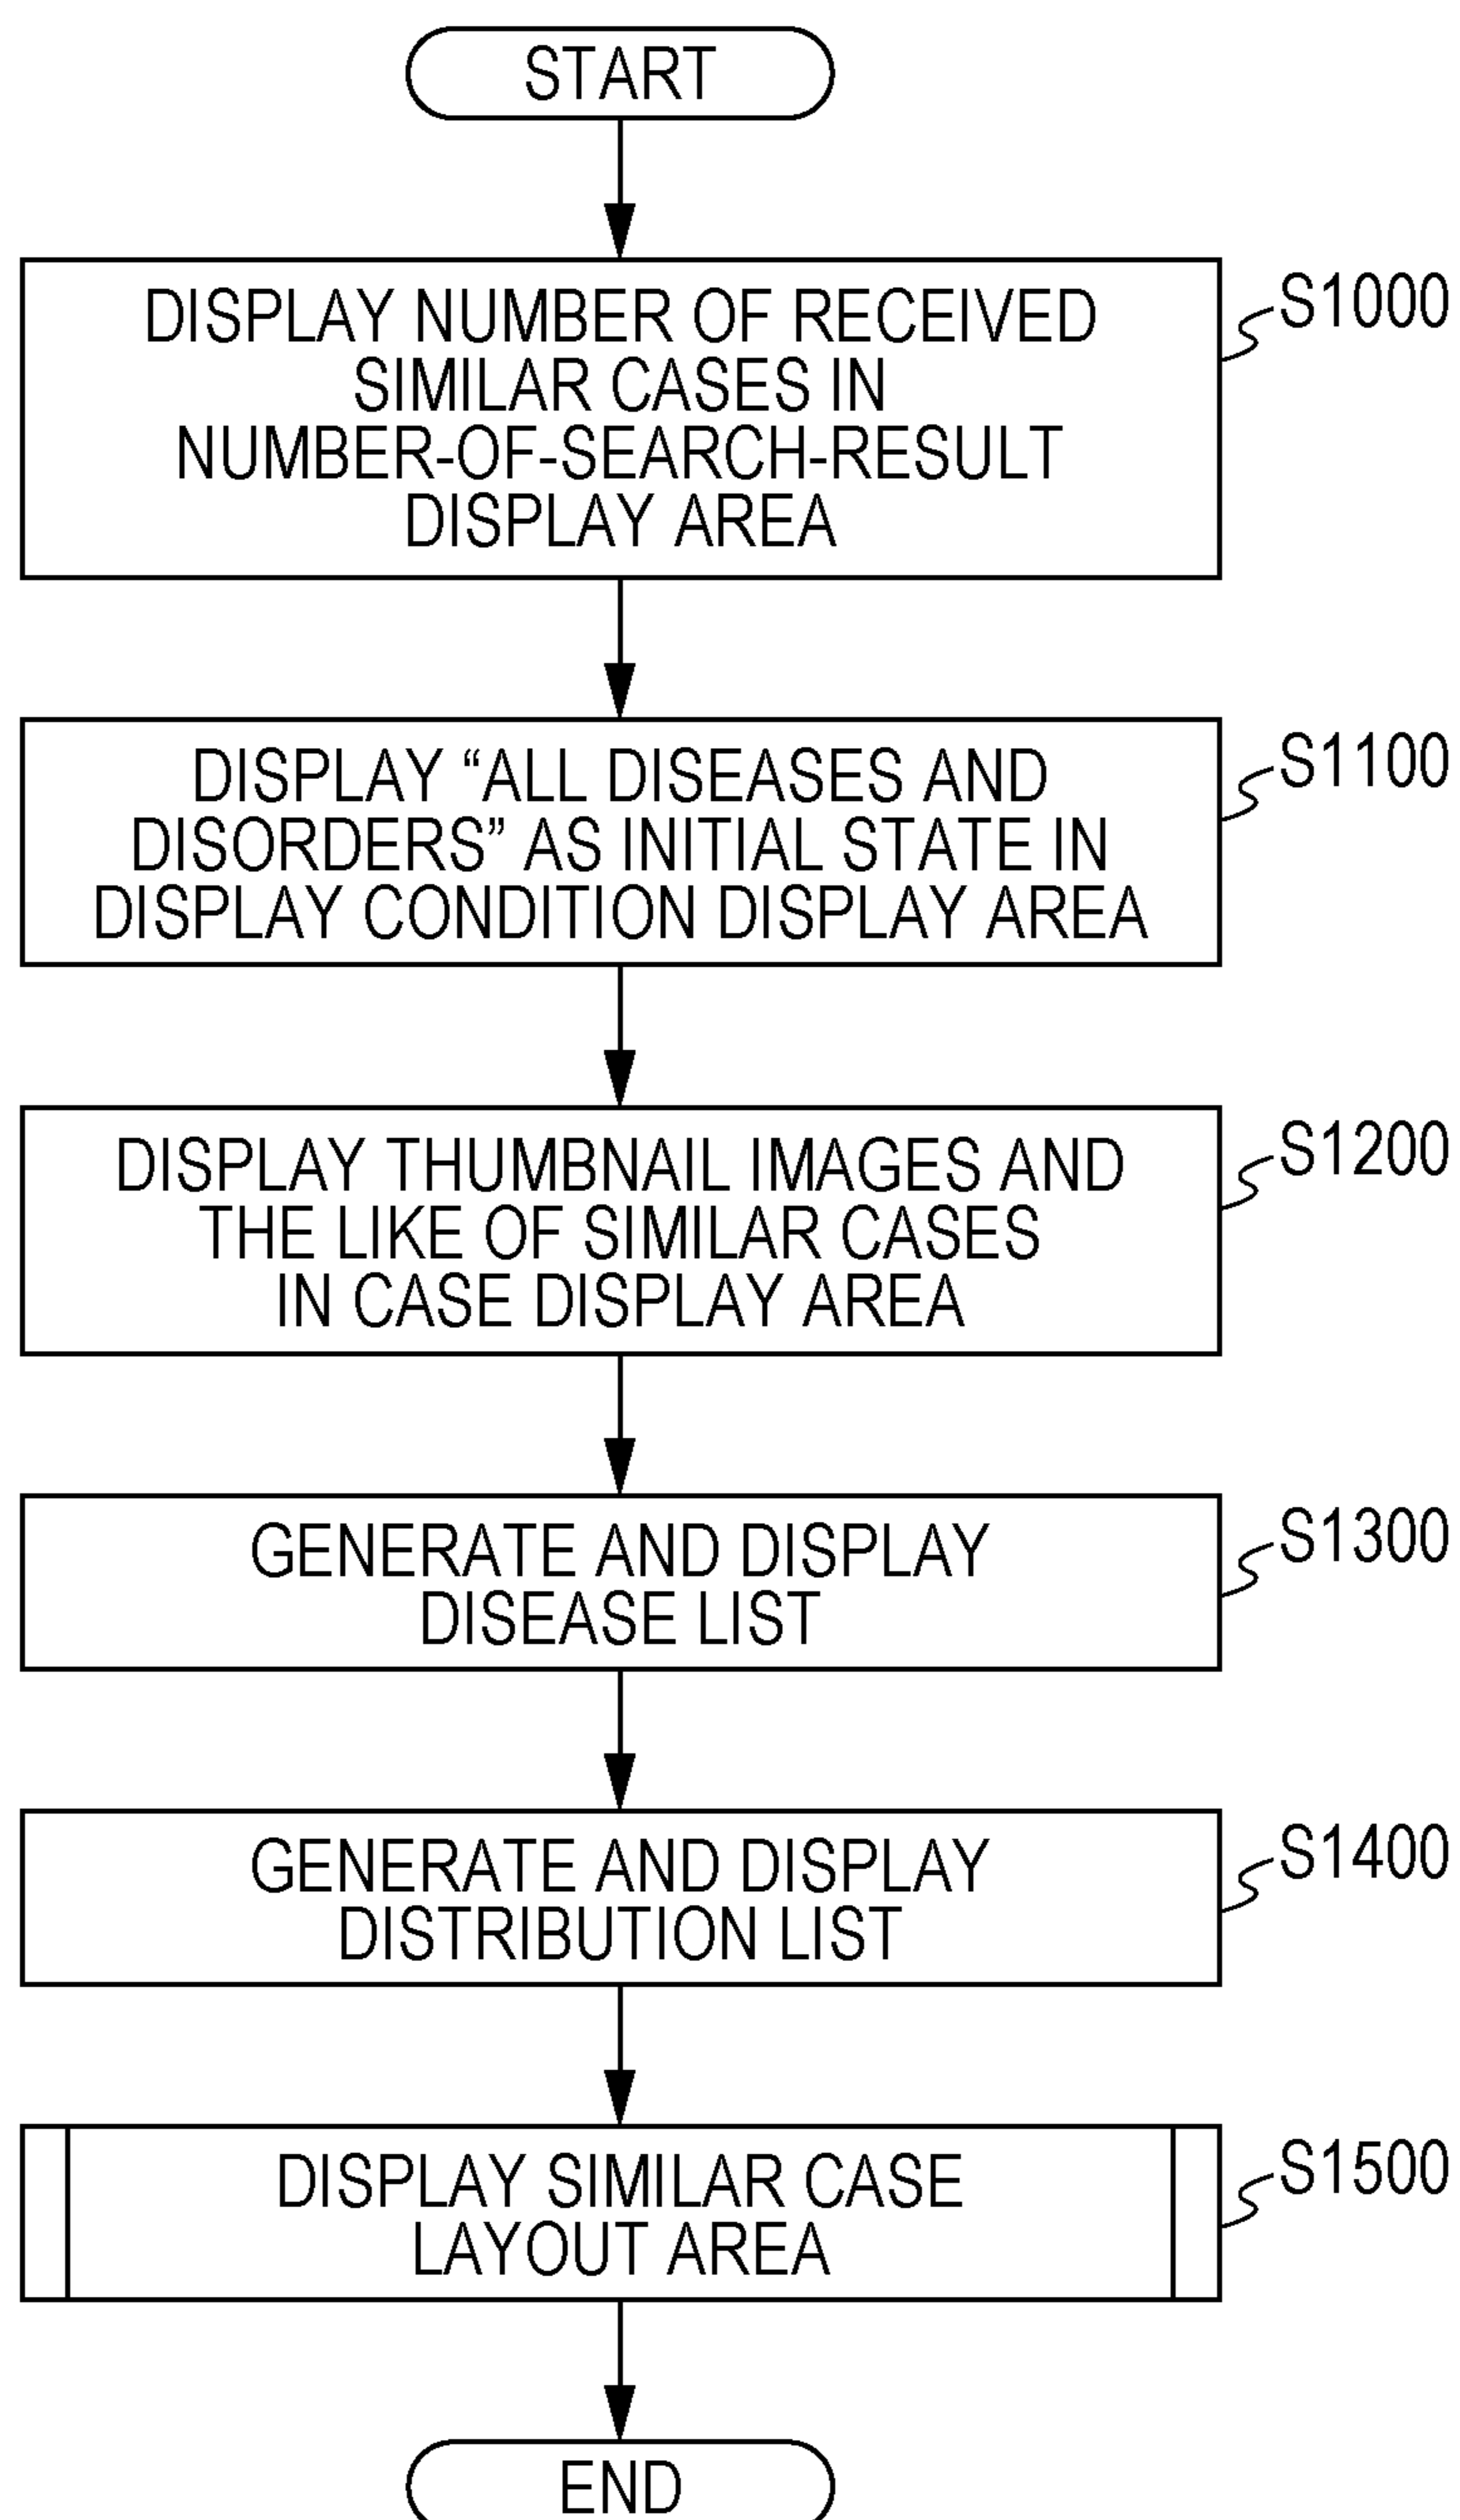 START
DISPLAY NUMBER OF RECEIVED
SIMILAR CASES IN
NUMBER-OF-SEARCH-RESULT
DISPLAY AREA
S1000
DISPLAY “ALL DISEASES AND
DISORDERS” AS INITIAL STATE IN
DISPLAY CONDITION DISPLAY AREA
S1100
DISPLAY THUMBNAIL IMAGES AND
THE LIKE OF SIMILAR CASES
IN CASE DISPLAY AREA
S1200
GENERATE AND DISPLAY
DISEASE LIST
S1300
GENERATE AND DISPLAY
DISTRIBUTION LIST
S1400
DISPLAY SIMILAR CASE
LAYOUT AREA
S1500
END